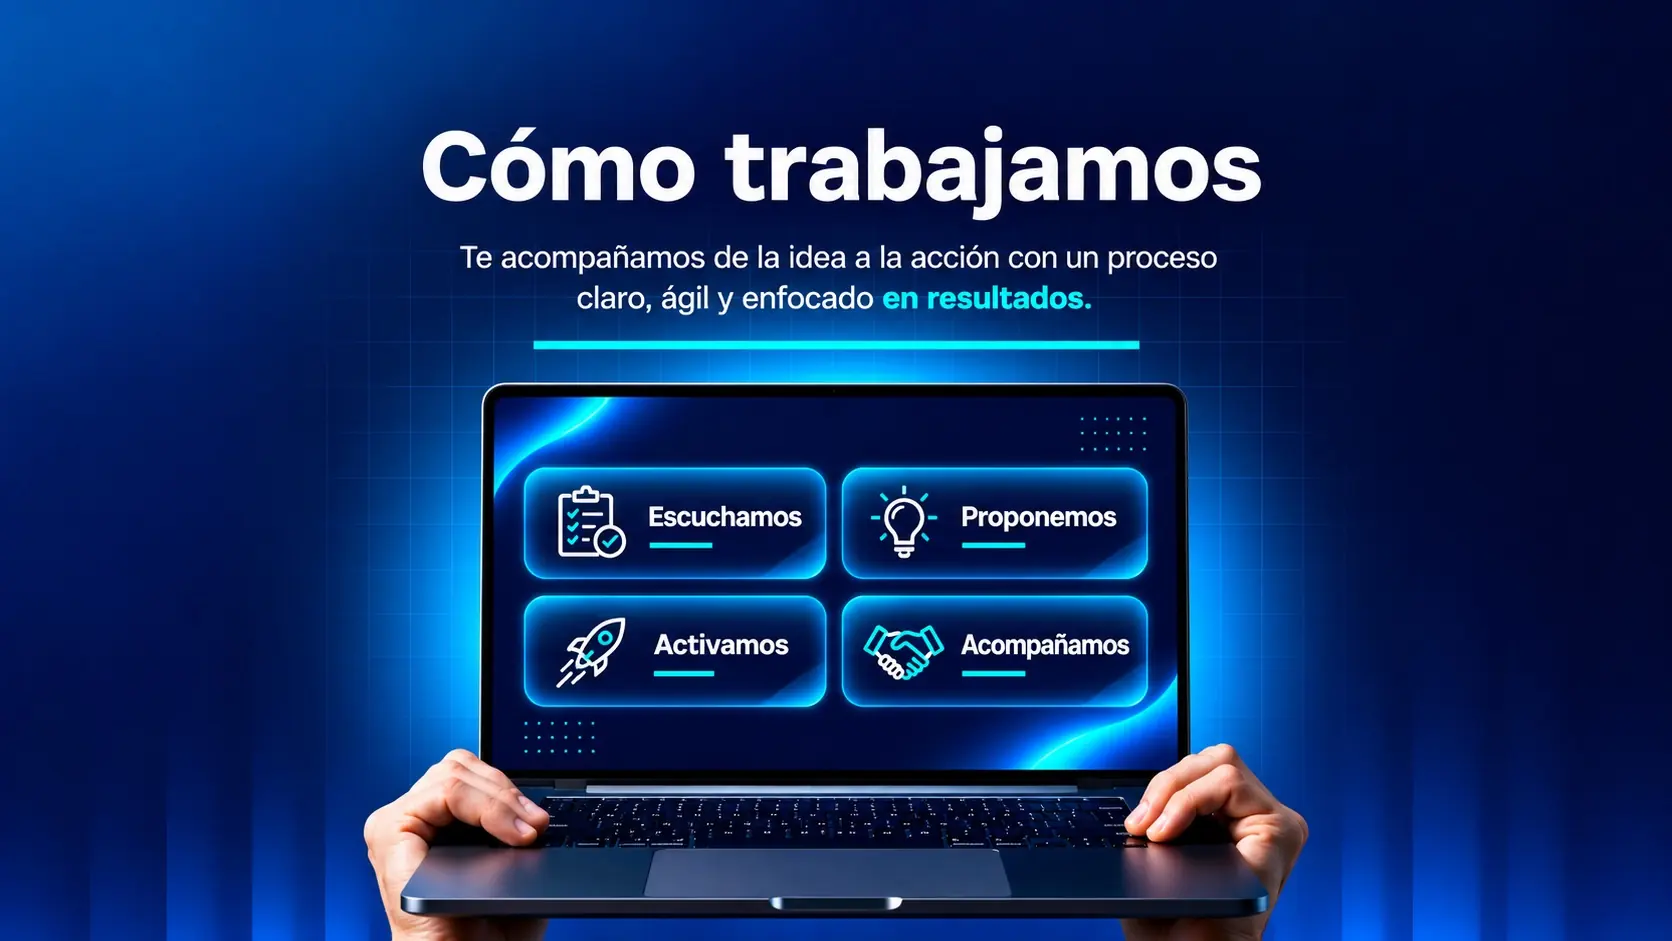 Cómo trabajamos
Te acompañamos de la idea a la acción con un proceso
claro, ágil y enfocado en resultados.
Escuchamos
Proponemos
Activamos
Acompañamos